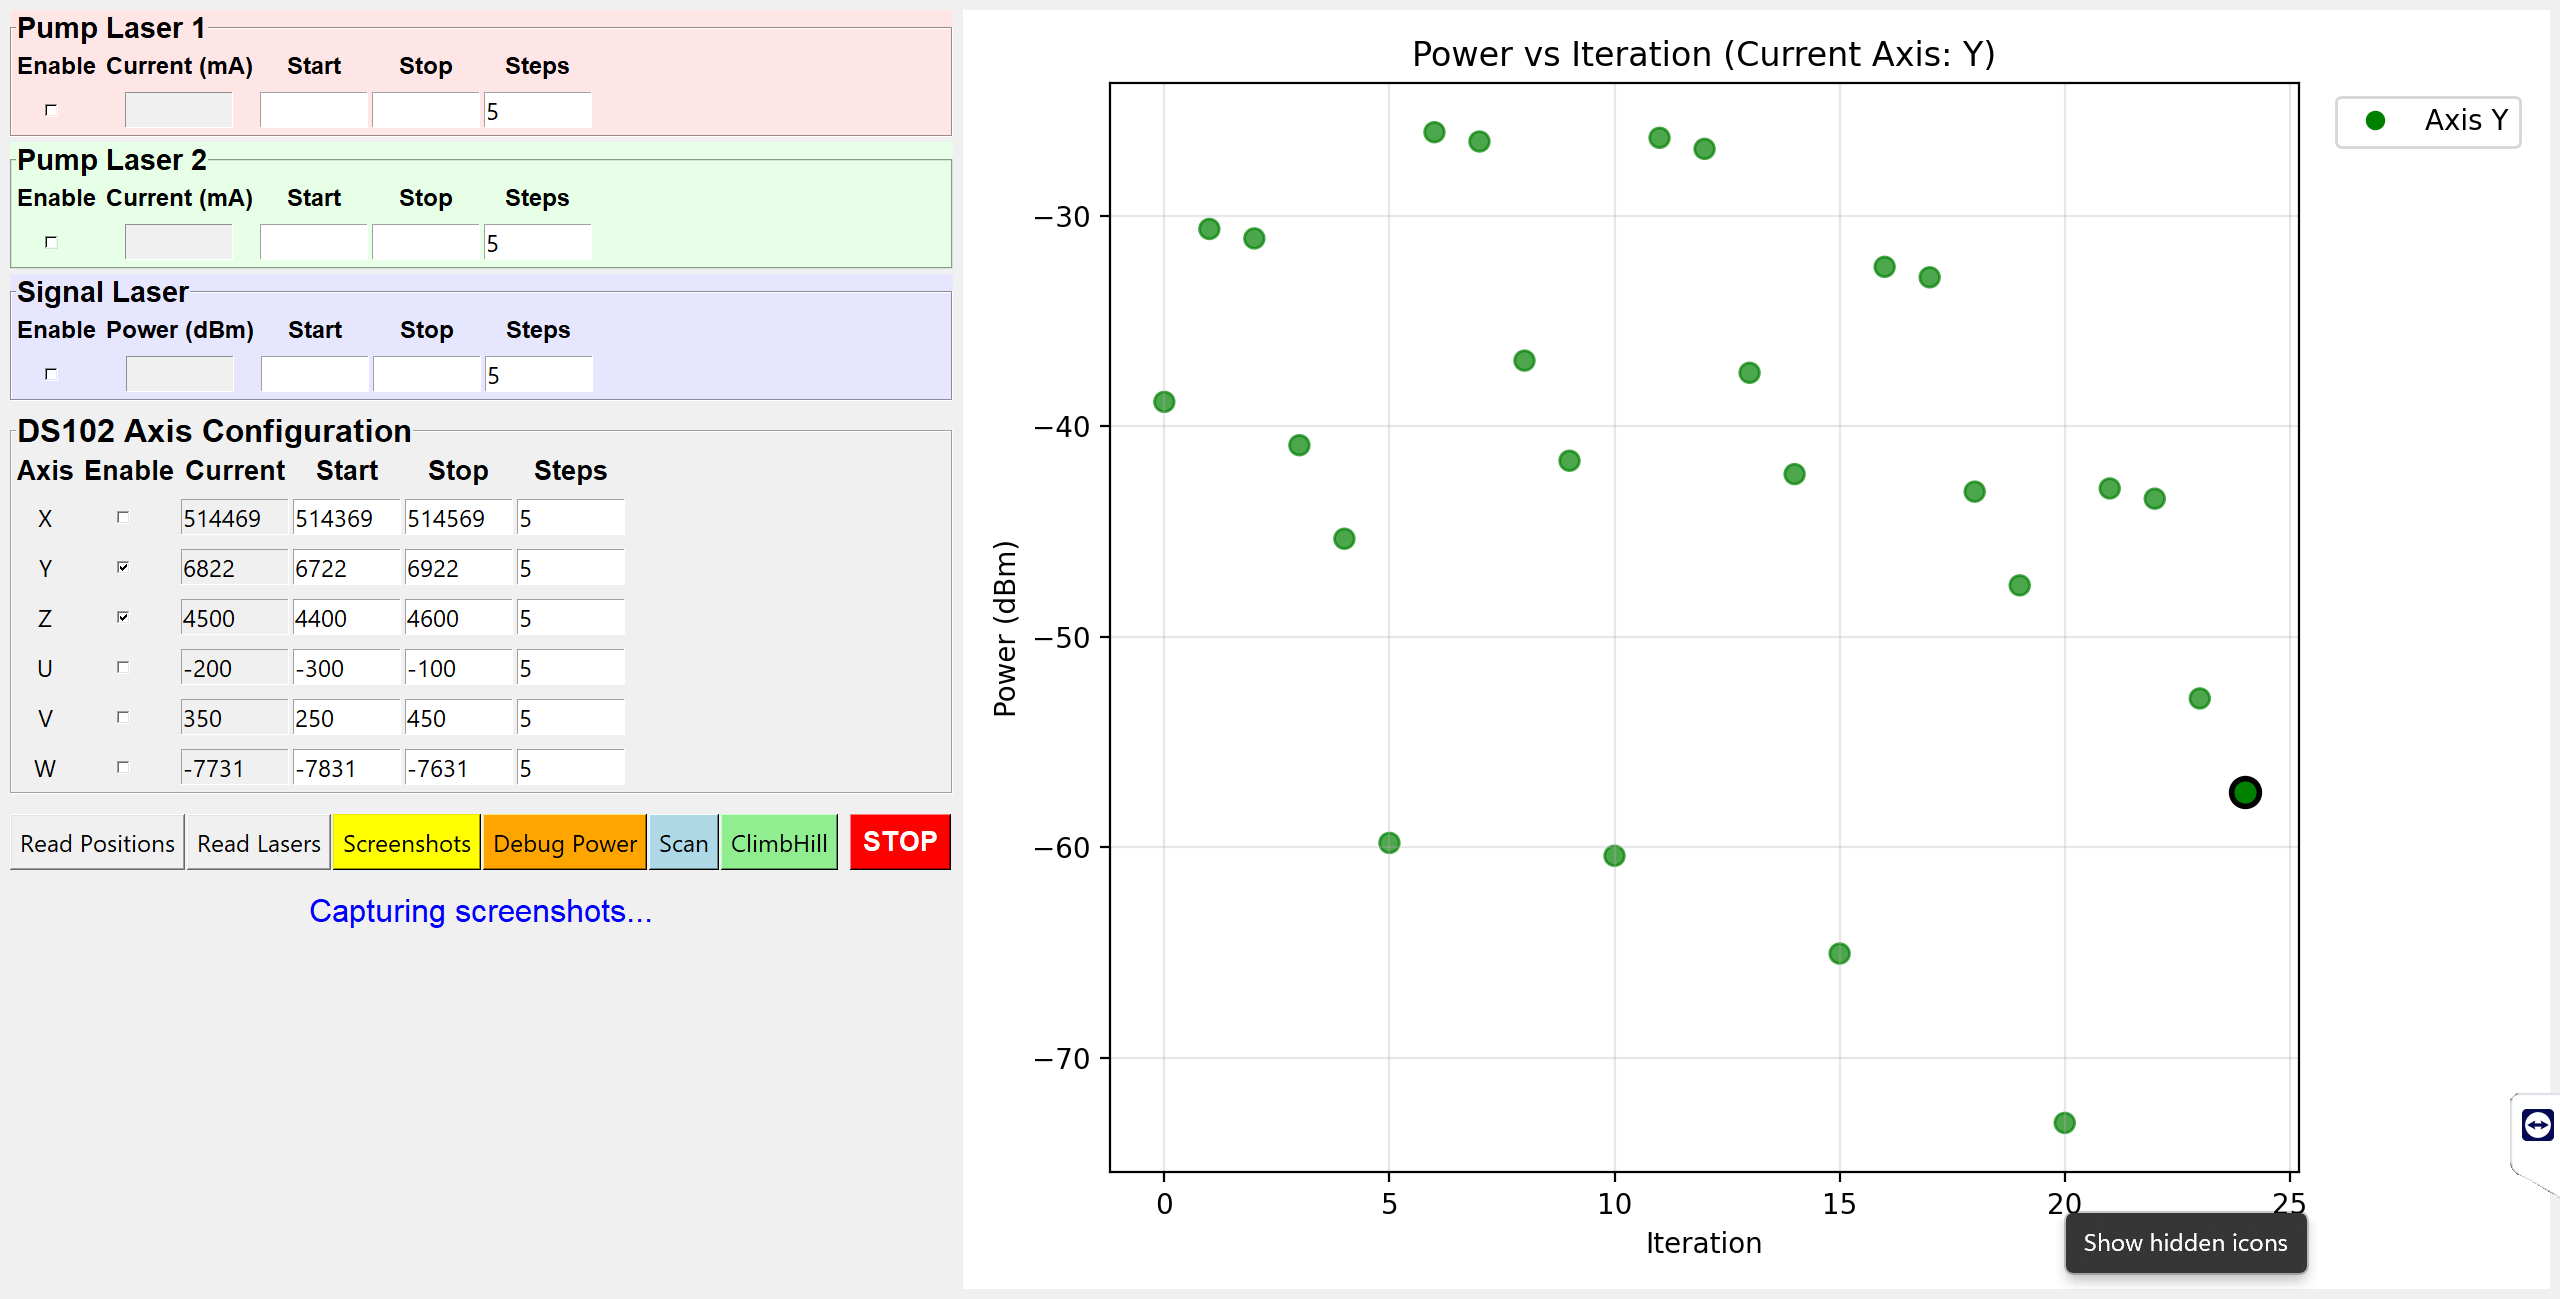 Pump Laser 1
Enable Current (mA) Start Stop Steps
5
Pump Laser 2
Enable Current (mA) Start Stop Steps
5
Signal Laser
Enable Power (dBm) Start Stop Steps
5
DS102 Axis Configuration
Axis Enable Current Start Stop Steps
X 514469 514369 514569 5
Y 6822 6722 6922 5
Z 4500 4400 4600 5
U -200 -300 -100 5
V 350 250 450 5
W -7731 -7831 -7631 5
Read Positions Read Lasers Screenshots Debug Power Scan ClimbHill STOP
Capturing screenshots...
Power vs Iteration (Current Axis: Y)
Axis Y
−30
−40
−50
−60
−70
Power (dBm)
0 5 10 15 20 25
Iteration
Show hidden icons